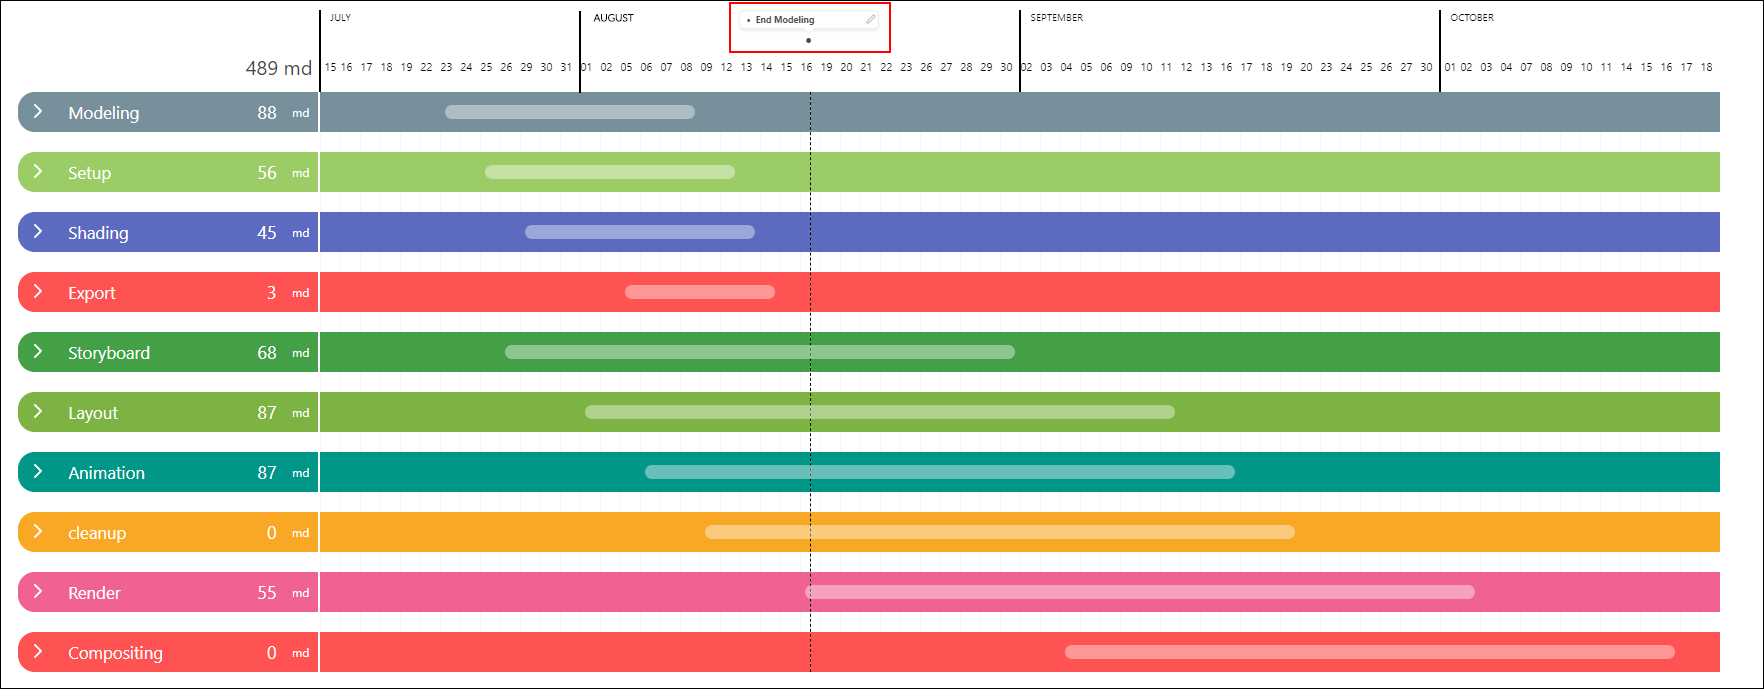 JULY AUGUST • End Modeling SEPTEMBER OCTOBER
489 md 15 16 17 18 19 22 23 24 25 26 29 30 31 01 02 05 06 07 08 09 12 13 14 15 16 19 20 21 22 23 26 27 28 29 30 02 03 04 05 06 09 10 11 12 13 16 17 18 19 20 23 24 25 26 27 30 01 02 03 04 07 08 09 10 11 14 15 16 17 18
Modeling 88 md
Setup 56 md
Shading 45 md
Export 3 md
Storyboard 68 md
Layout 87 md
Animation 87 md
cleanup 0 md
Render 55 md
Compositing 0 md